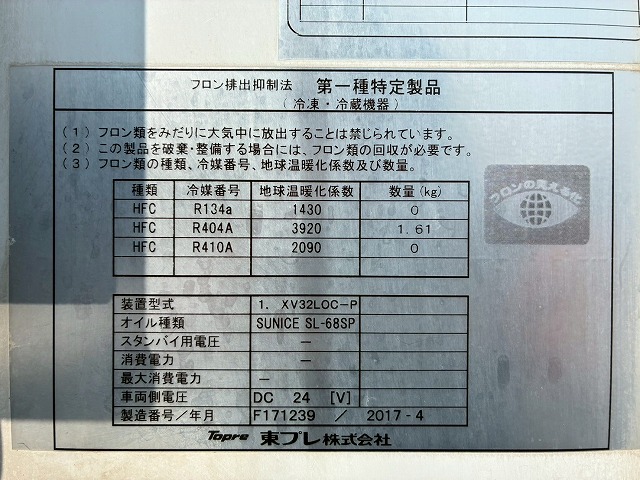 フロン排出抑制法 第一種特定製品
(冷凍・冷蔵機器)
(1) フロン類をみだりに大気中に放出することは禁じられています。
(2) この製品を破棄・整備する場合には、フロン類の回収が必要です。
(3) フロン類の種類、冷媒番号、地球温暖化係数及び数量。
種類 冷媒番号 地球温暖化係数 数量(kg)
HFC R134a 1430 0
HFC R404A 3920 1.61
HFC R410A 2090 0
フロンの見える化
装置型式 1. XV32LOC-P
オイル種類 SUNICE SL-68SP
スタンバイ用電圧 —
消費電力 —
最大消費電力 —
車両側電圧 DC 24 [V]
製造番号/年月 F171239 / 2017-4
Topre 東プレ株式会社